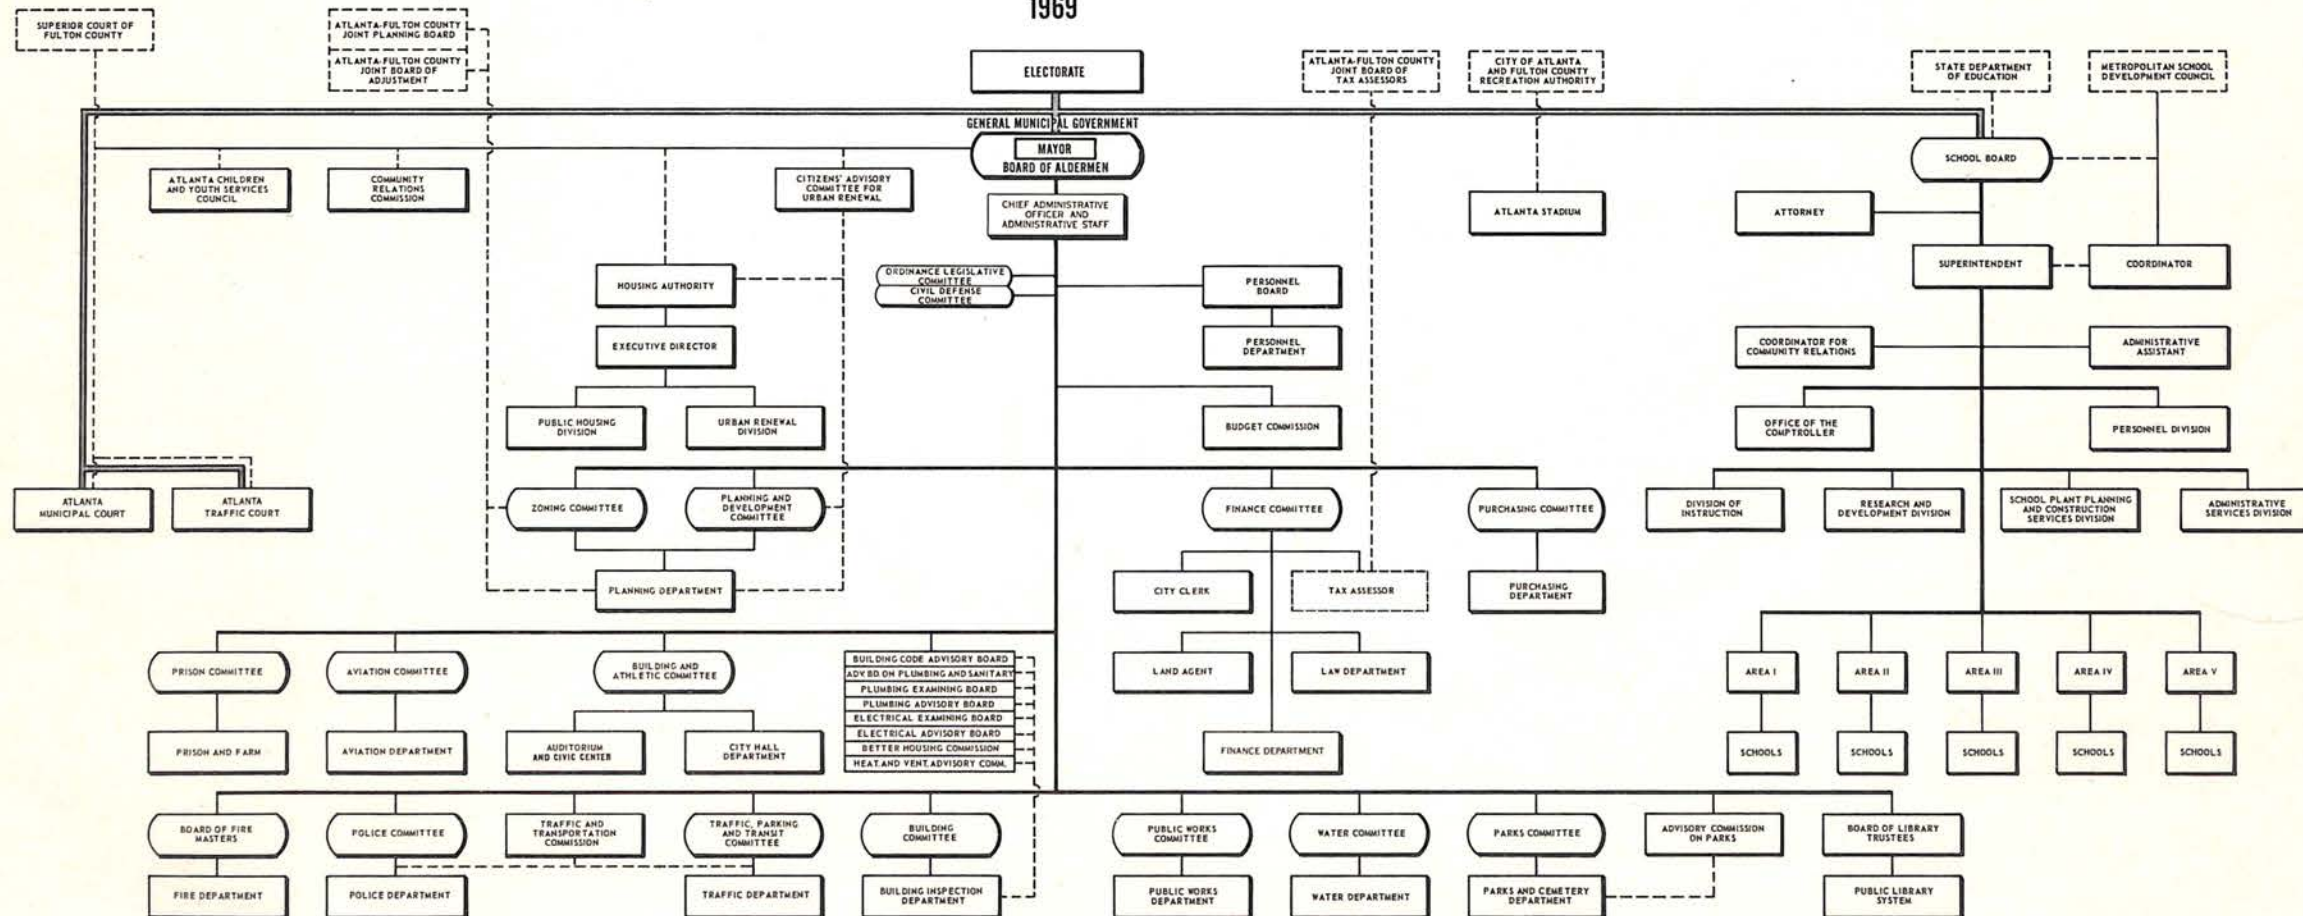 1969
SUPERIOR COURT OF
FULTON COUNTY
ATLANTA-FULTON COUNTY
JOINT PLANNING BOARD
ATLANTA-FULTON COUNTY
JOINT BOARD OF
ADJUSTMENT
ELECTORATE
ATLANTA-FULTON COUNTY
JOINT BOARD OF
TAX ASSESSORS
CITY OF ATLANTA
AND FULTON COUNTY
RECREATION AUTHORITY
STATE DEPARTMENT
OF EDUCATION
METROPOLITAN SCHOOL
DEVELOPMENT COUNCIL
GENERAL MUNICIPAL GOVERNMENT
MAYOR
BOARD OF ALDERMEN
SCHOOL BOARD
ATLANTA CHILDREN
AND YOUTH SERVICES
COUNCIL
COMMUNITY
RELATIONS
COMMISSION
CITIZENS' ADVISORY
COMMITTEE FOR
URBAN RENEWAL
CHIEF ADMINISTRATIVE
OFFICER AND
ADMINISTRATIVE STAFF
ATLANTA STADIUM
ATTORNEY
HOUSING AUTHORITY
ORDINANCE LEGISLATIVE
COMMITTEE
CIVIL DEFENSE
COMMITTEE
PERSONNEL
BOARD
SUPERINTENDENT
COORDINATOR
EXECUTIVE DIRECTOR
PERSONNEL
DEPARTMENT
COORDINATOR FOR
COMMUNITY RELATIONS
ADMINISTRATIVE
ASSISTANT
PUBLIC HOUSING
DIVISION
URBAN RENEWAL
DIVISION
BUDGET COMMISSION
OFFICE OF THE
COMPTROLLER
PERSONNEL DIVISION
ATLANTA
MUNICIPAL COURT
ATLANTA
TRAFFIC COURT
ZONING COMMITTEE
PLANNING AND
DEVELOPMENT
COMMITTEE
FINANCE COMMITTEE
PURCHASING COMMITTEE
DIVISION OF
INSTRUCTION
RESEARCH AND
DEVELOPMENT DIVISION
SCHOOL PLANT PLANNING
AND CONSTRUCTION
SERVICES DIVISION
ADMINISTRATIVE
SERVICES DIVISION
PLANNING DEPARTMENT
CITY CLERK
TAX ASSESSOR
PURCHASING
DEPARTMENT
PRISON COMMITTEE
AVIATION COMMITTEE
BUILDING AND
ATHLETIC COMMITTEE
BUILDING CODE ADVISORY BOARD
ADV. BD. ON PLUMBING AND SANITARY
PLUMBING EXAMINING BOARD
PLUMBING ADVISORY BOARD
ELECTRICAL EXAMINING BOARD
ELECTRICAL ADVISORY BOARD
BETTER HOUSING COMMISSION
HEAT. AND VENT. ADVISORY COMM.
LAND AGENT
LAW DEPARTMENT
AREA I
AREA II
AREA III
AREA IV
AREA V
PRISON AND FARM
AVIATION DEPARTMENT
AUDITORIUM
AND CIVIC CENTER
CITY HALL
DEPARTMENT
FINANCE DEPARTMENT
SCHOOLS
SCHOOLS
SCHOOLS
SCHOOLS
SCHOOLS
BOARD OF FIRE
MASTERS
POLICE COMMITTEE
TRAFFIC AND
TRANSPORTATION
COMMISSION
TRAFFIC, PARKING
AND TRANSIT
COMMITTEE
BUILDING
COMMITTEE
PUBLIC WORKS
COMMITTEE
WATER COMMITTEE
PARKS COMMITTEE
ADVISORY COMMISSION
ON PARKS
BOARD OF LIBRARY
TRUSTEES
FIRE DEPARTMENT
POLICE DEPARTMENT
TRAFFIC DEPARTMENT
BUILDING INSPECTION
DEPARTMENT
PUBLIC WORKS
DEPARTMENT
WATER DEPARTMENT
PARKS AND CEMETERY
DEPARTMENT
PUBLIC LIBRARY
SYSTEM